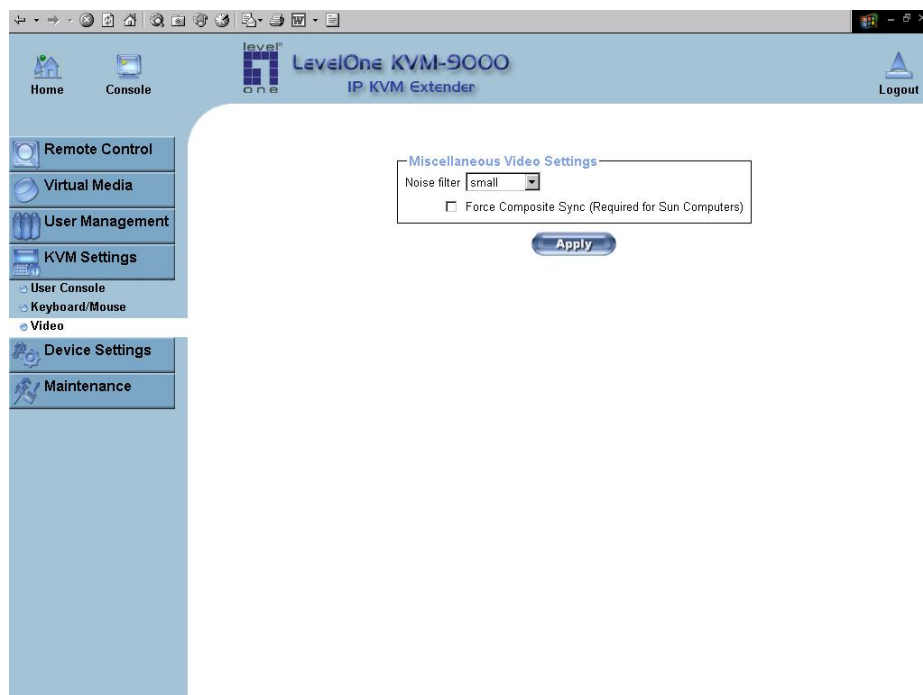 level
one
LevelOne KVM-9000
IP KVM Extender
Home
Console
Logout
Remote Control
Virtual Media
User Management
KVM Settings
User Console
Keyboard/Mouse
Video
Device Settings
Maintenance
Miscellaneous Video Settings
Noise filter small
Force Composite Sync (Required for Sun Computers)
Apply